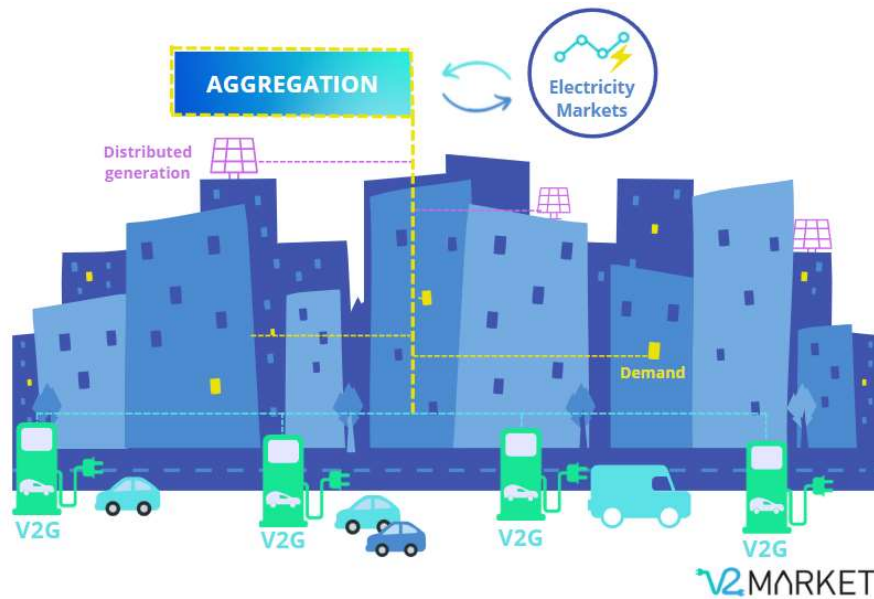 AGGREGATION
Electricity
Markets
Distributed
generation
Demand
V2G
V2G
V2G
V2G
V2MARKET